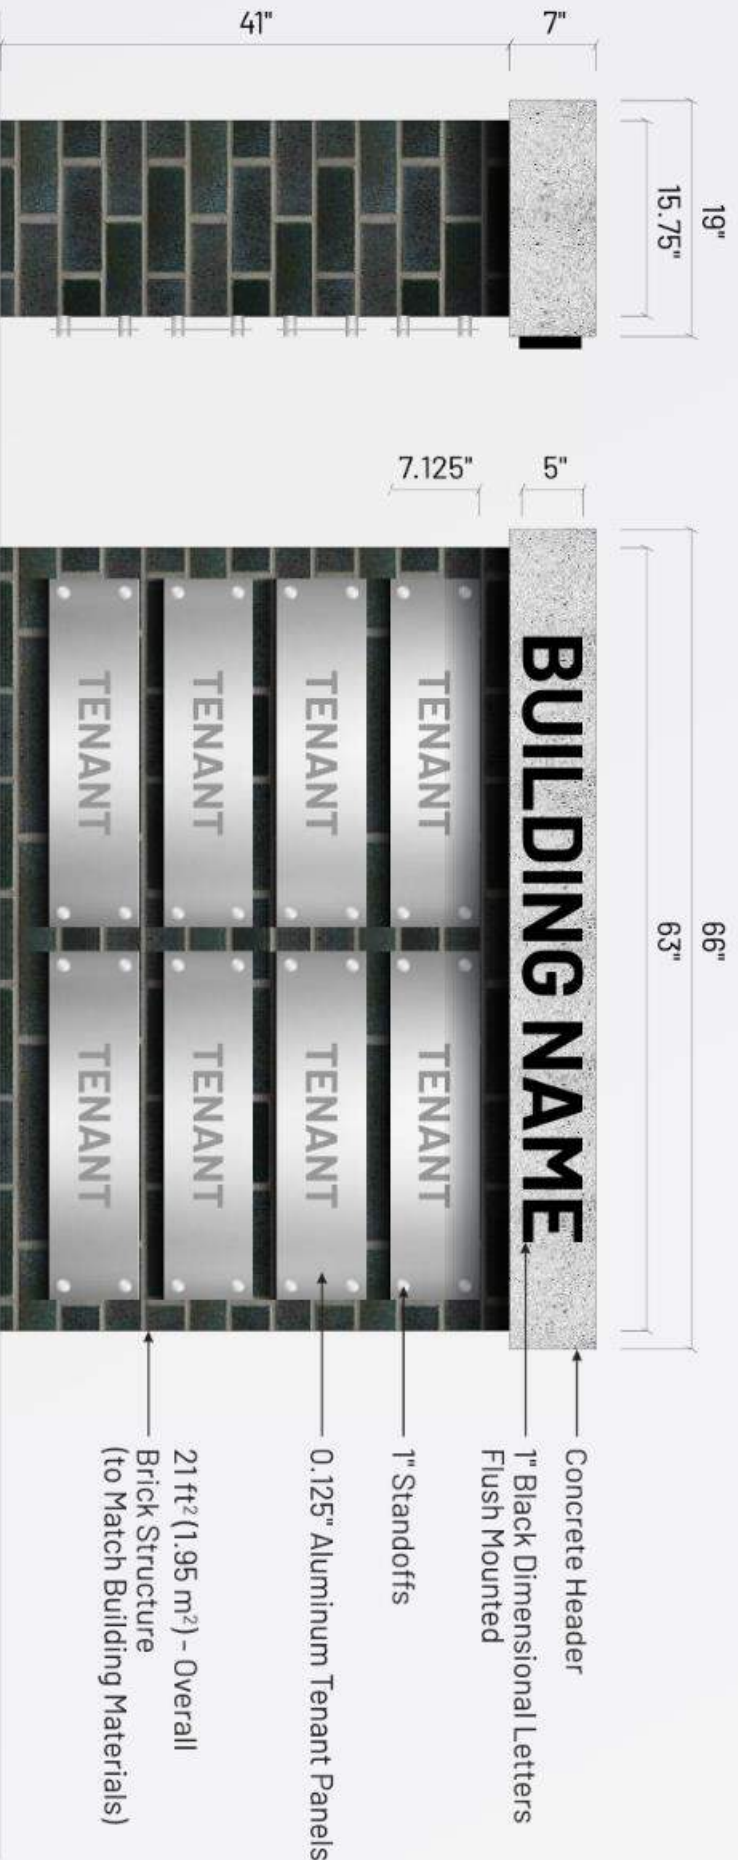 19"
15.75"
7"
41"
66"
63"
5"
7.125"
BUILDING NAME
TENANT
TENANT
TENANT
TENANT
TENANT
TENANT
TENANT
TENANT
Concrete Header
1" Black Dimensional Letters
Flush Mounted
1" Standoffs
0.125" Aluminum Tenant Panels
21 ft² (1.95 m²) - Overall
Brick Structure
(to Match Building Materials)